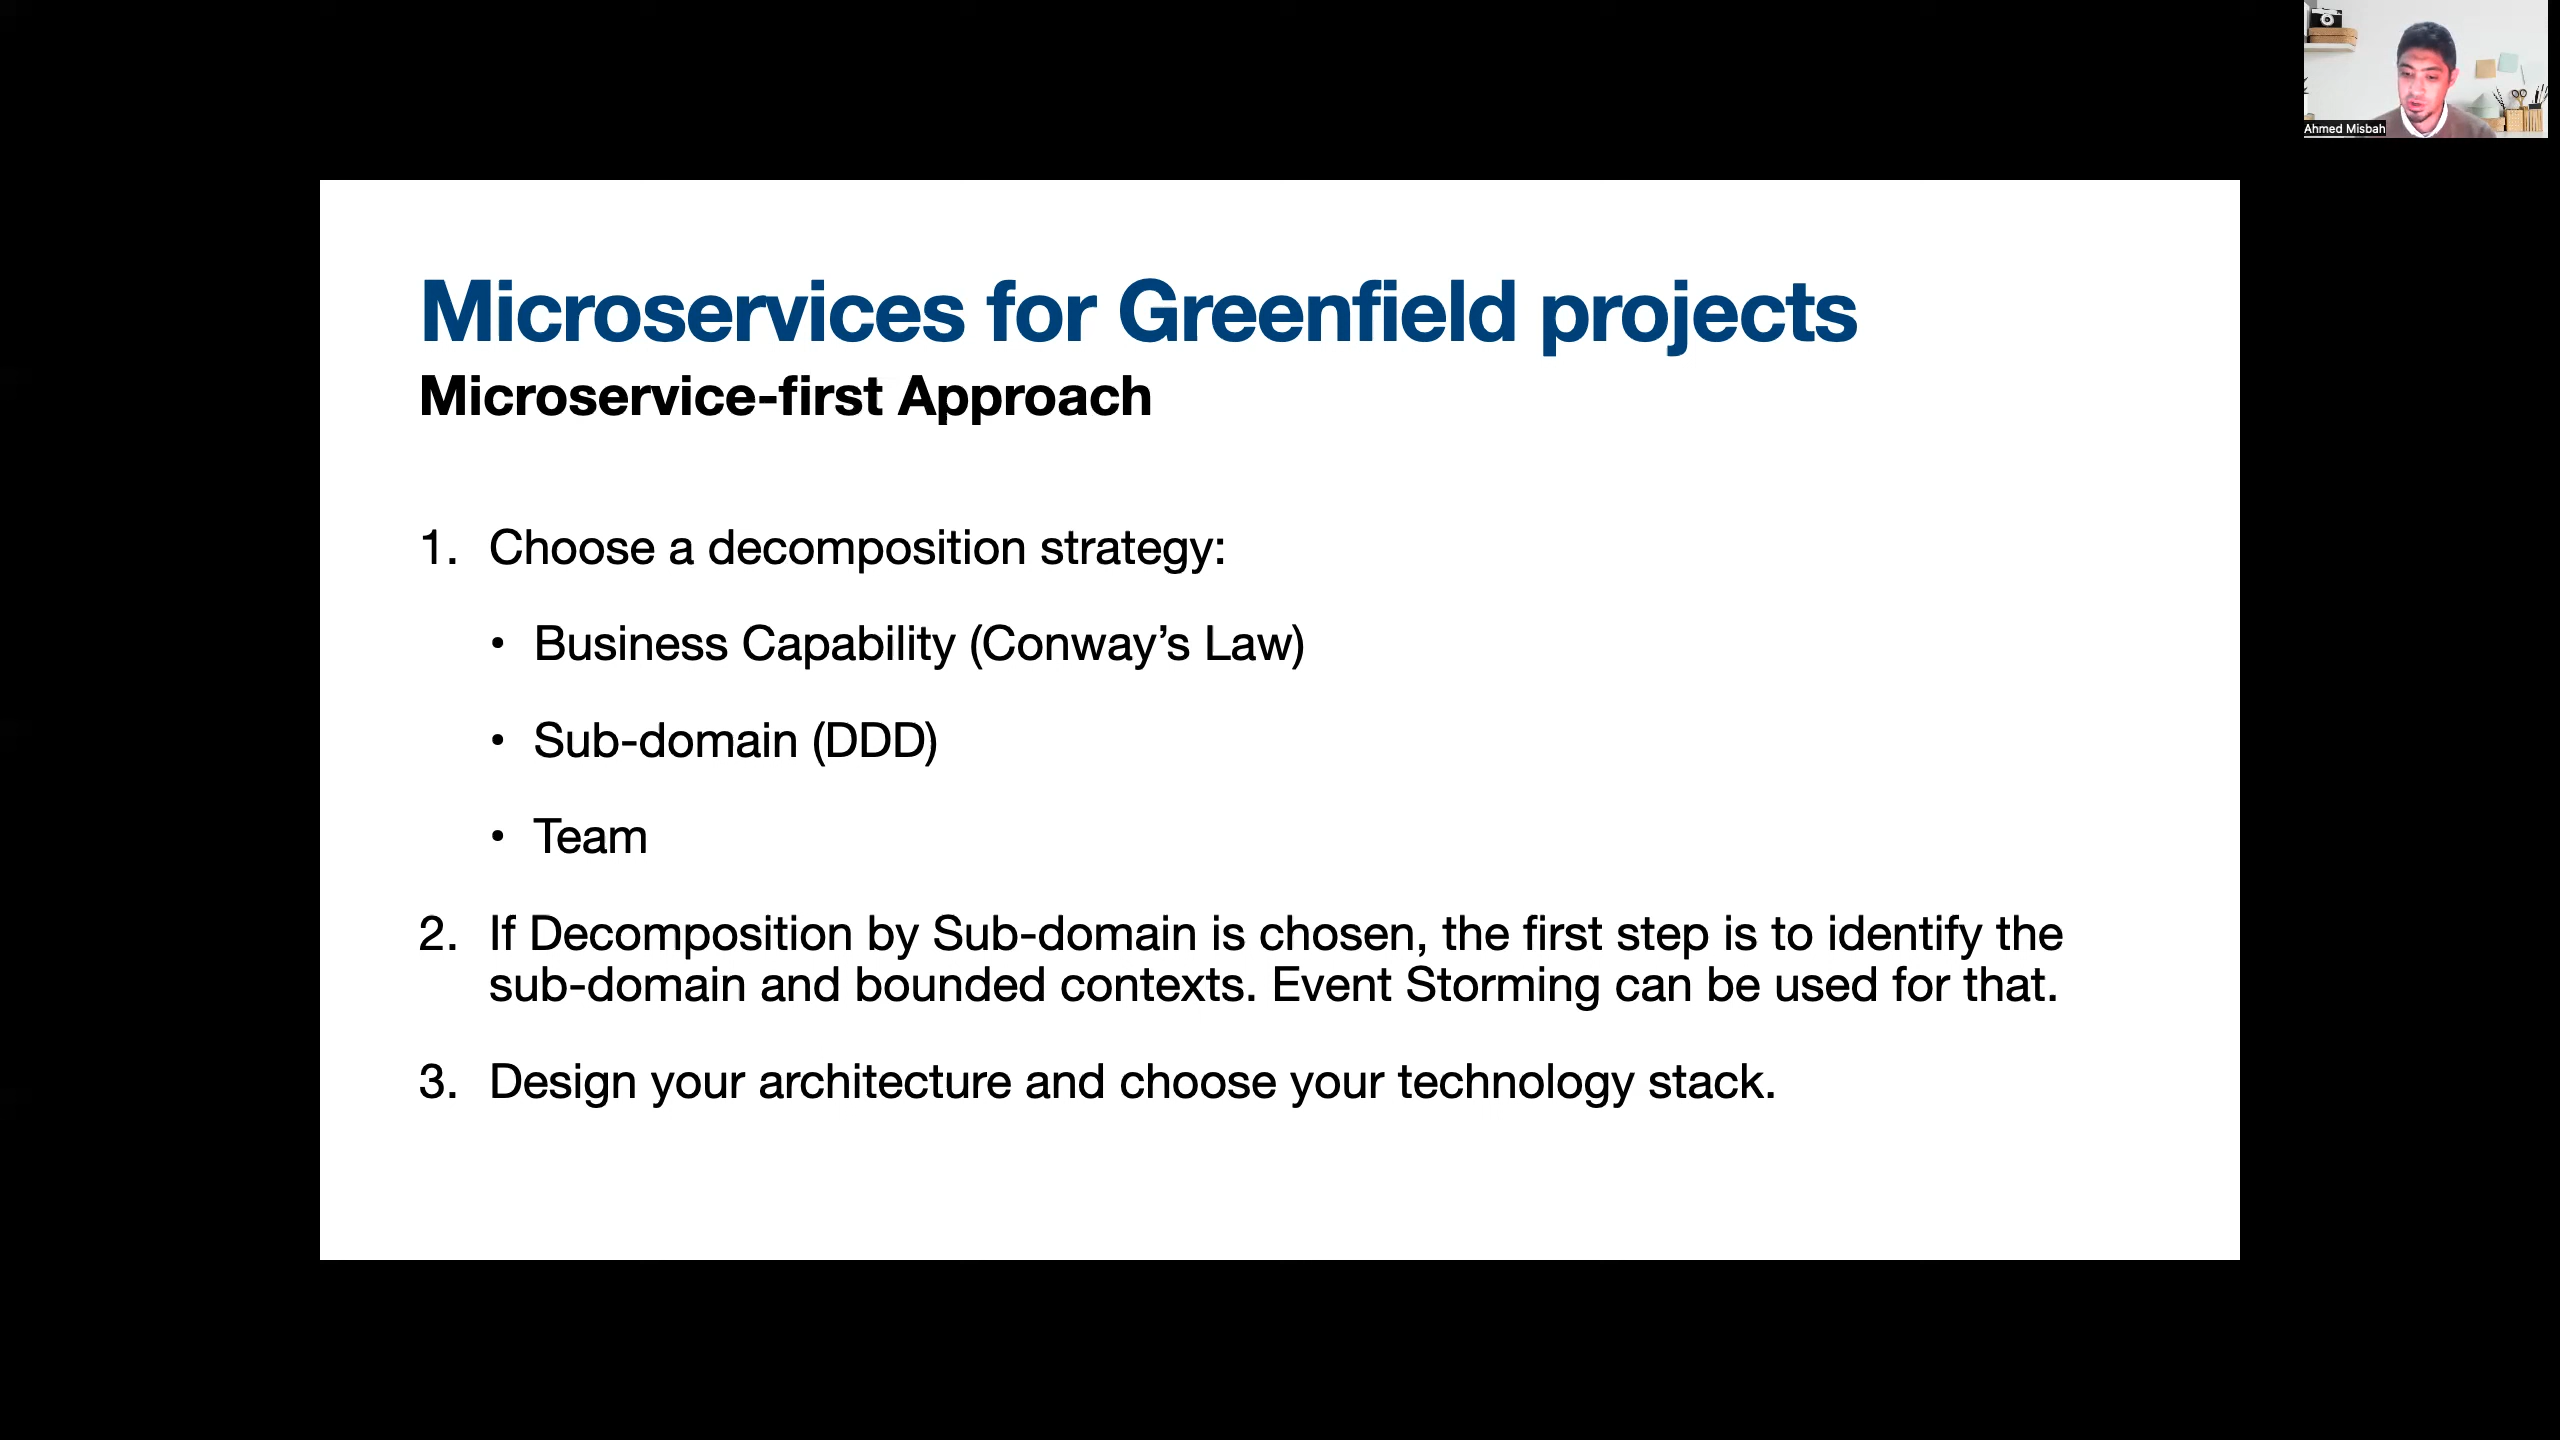 Ahmed Misbah
Microservices for Greenfield projects
Microservice-first Approach
1. Choose a decomposition strategy:
• Business Capability (Conway’s Law)
• Sub-domain (DDD)
• Team
2. If Decomposition by Sub-domain is chosen, the first step is to identify the
sub-domain and bounded contexts. Event Storming can be used for that.
3. Design your architecture and choose your technology stack.